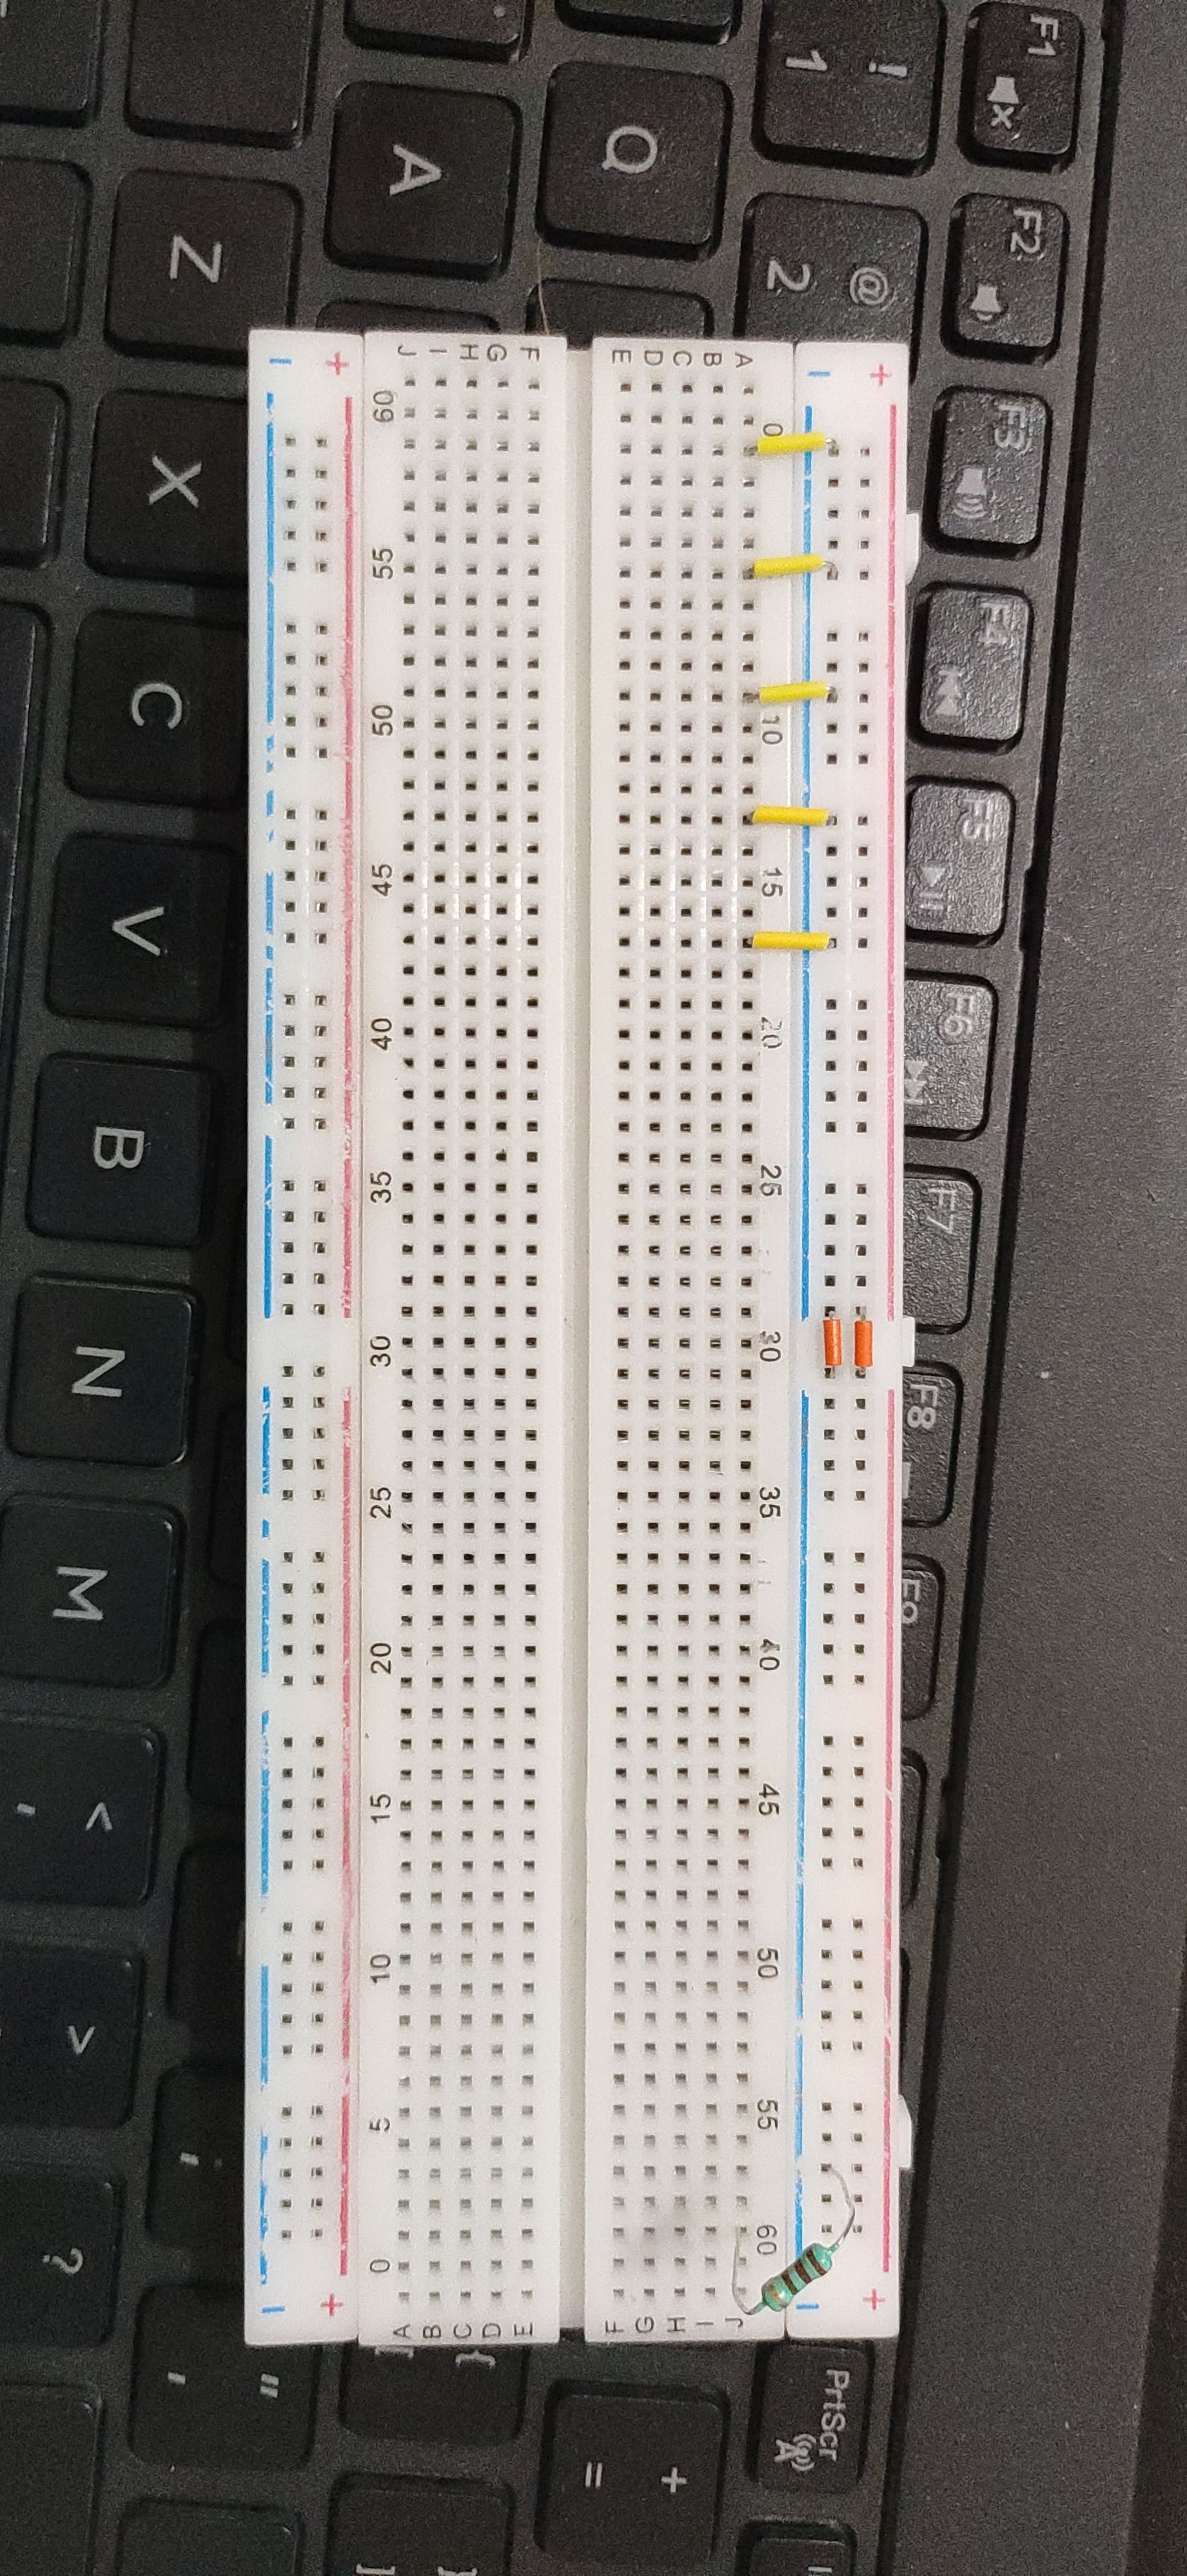 F1
! 1
Q
A
F2
@ 2
Z
− + J I H G F E D C B A − +
60
0
F3
X
55
F4
C
50
10
F5
V
45
15
F6
40
20
B
35
25
F7
N
30
30
F8
M
25
35
F9
20
40
< ,
15
45
>
10
50
5
55
?
0
60
− + A B C D E F G H I J − +
' "
}
]
PrtScr
+ =